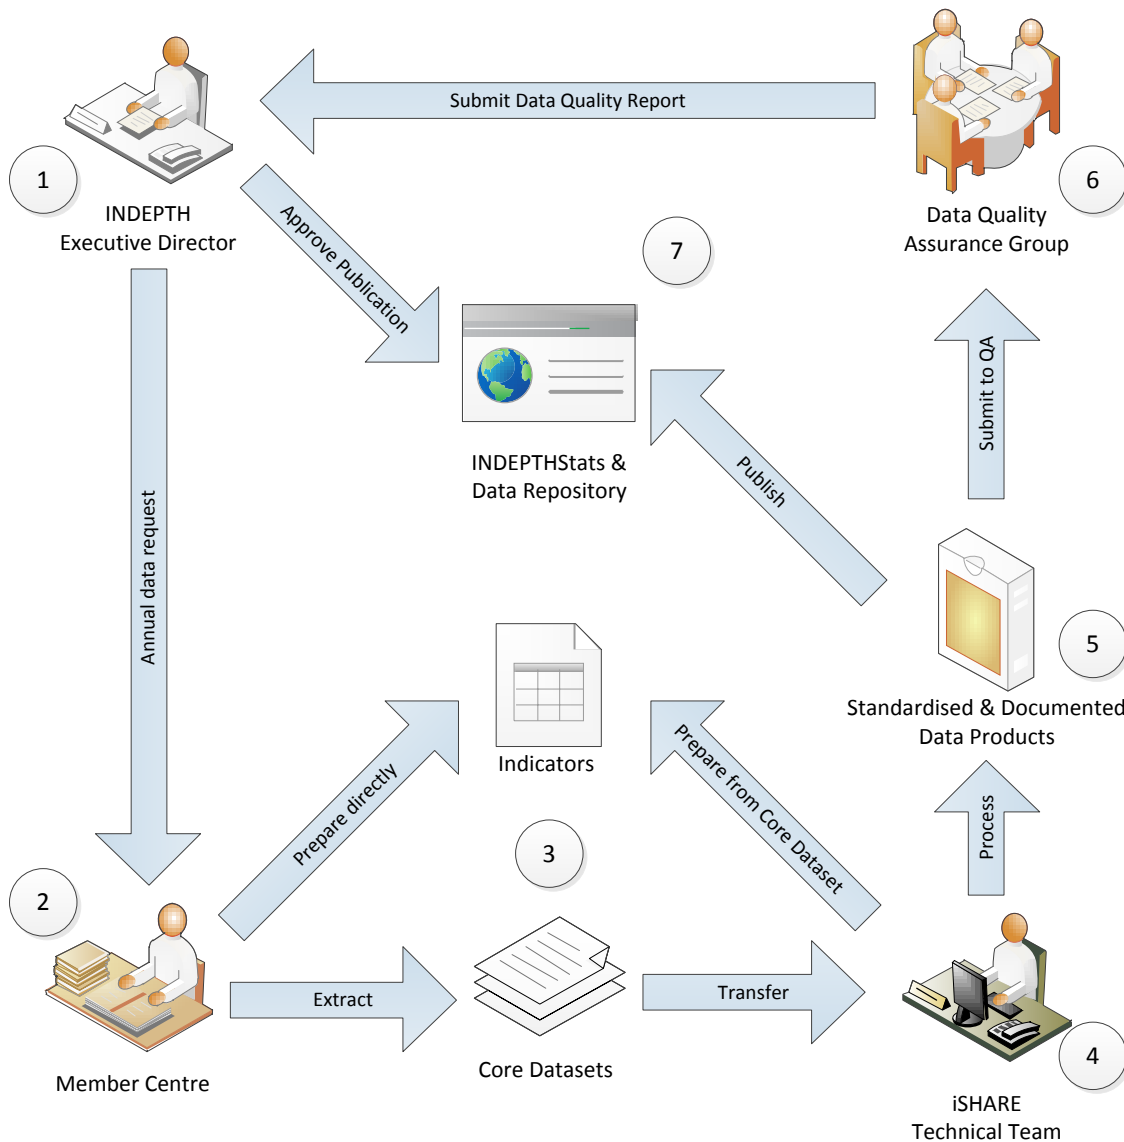 Submit Data Quality Report
1
INDEPTH
Executive Director
6
Data Quality
Assurance Group
Approve Publication
7
INDEPTHStats &
Data Repository
Submit to QA
Publish
Annual data request
5
Standardised & Documented
Data Products
Indicators
Prepare directly
Prepare from Core Dataset
Process
3
2
Member Centre
Extract
Core Datasets
Transfer
4
iSHARE
Technical Team